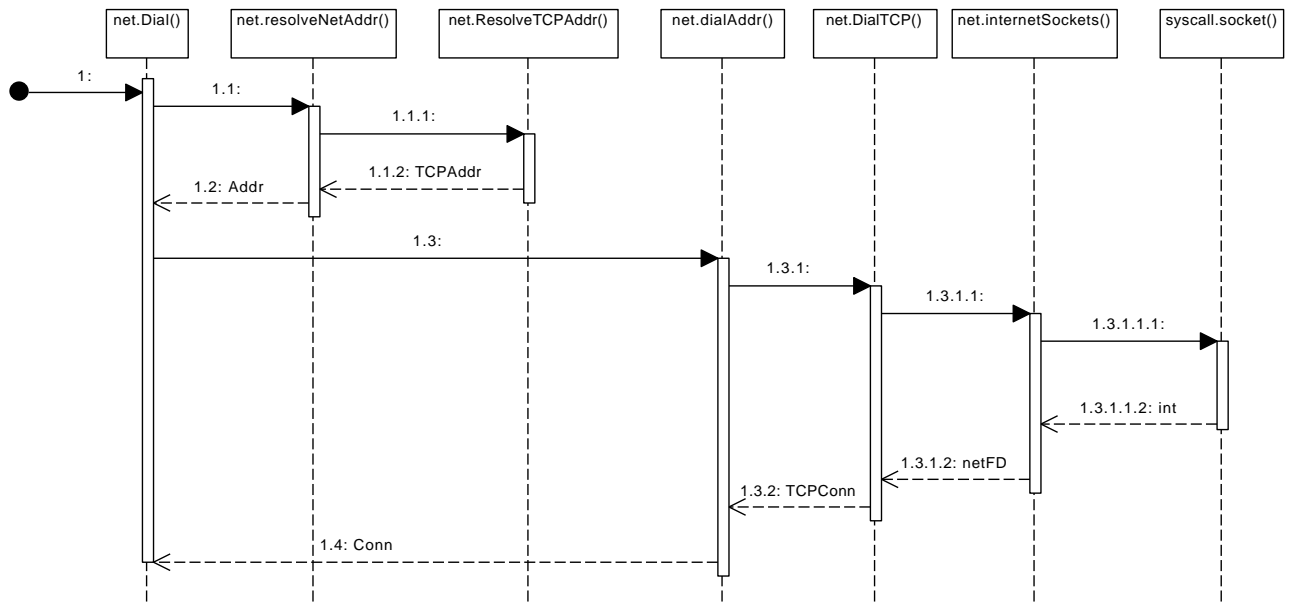 net.Dial()
net.resolveNetAddr()
net.ResolveTCPAddr()
net.dialAddr()
net.DialTCP()
net.internetSockets()
syscall.socket()
1:
1.1:
1.1.1:
1.1.2: TCPAddr
1.2: Addr
1.3:
1.3.1:
1.3.1.1:
1.3.1.1.1:
1.3.1.1.2: int
1.3.1.2: netFD
1.3.2: TCPConn
1.4: Conn